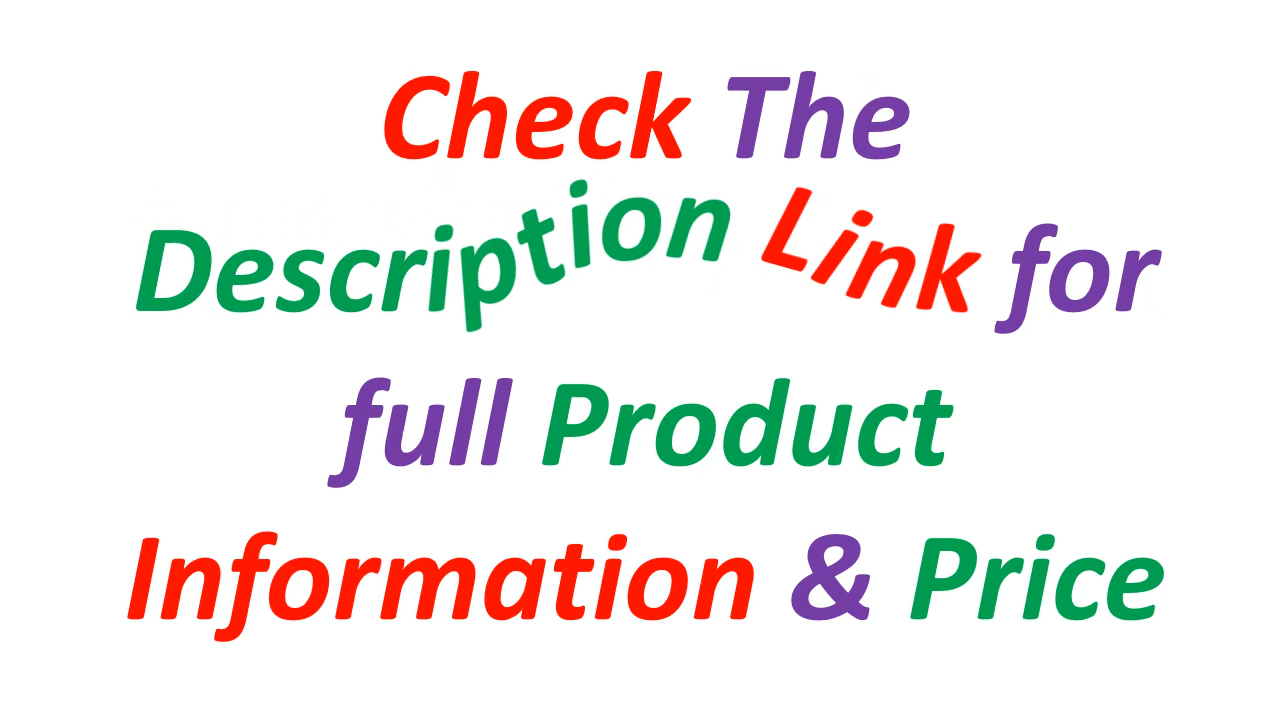 Check The
Description Link for
full Product
Information & Price